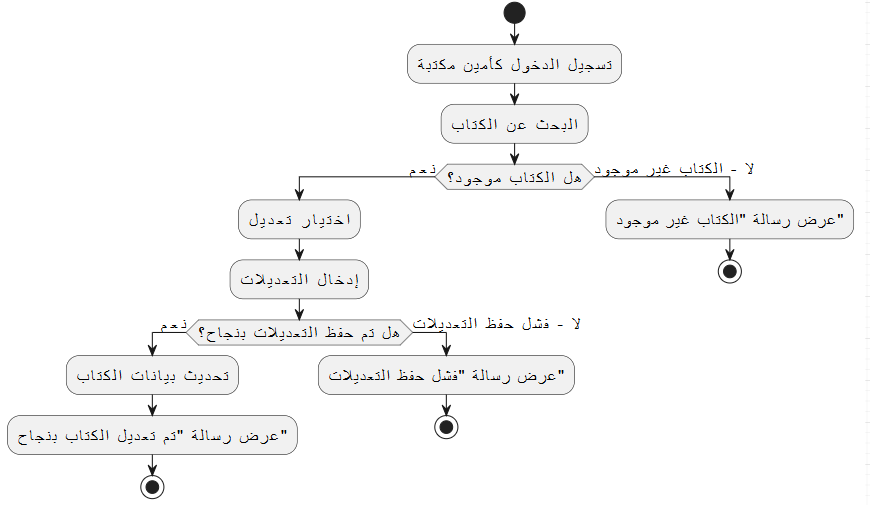 تسجيل الدخول كأمين مكتبة
البحث عن الكتاب
هل الكتاب موجود؟
نعم
لا - الكتاب غير موجود
اختيار تعديل
عرض رسالة "الكتاب غير موجود"
إدخال التعديلات
هل تم حفظ التعديلات بنجاح؟
نعم
لا - فشل حفظ التعديلات
تحديث بيانات الكتاب
عرض رسالة "فشل حفظ التعديلات"
عرض رسالة "تم تعديل الكتاب بنجاح"